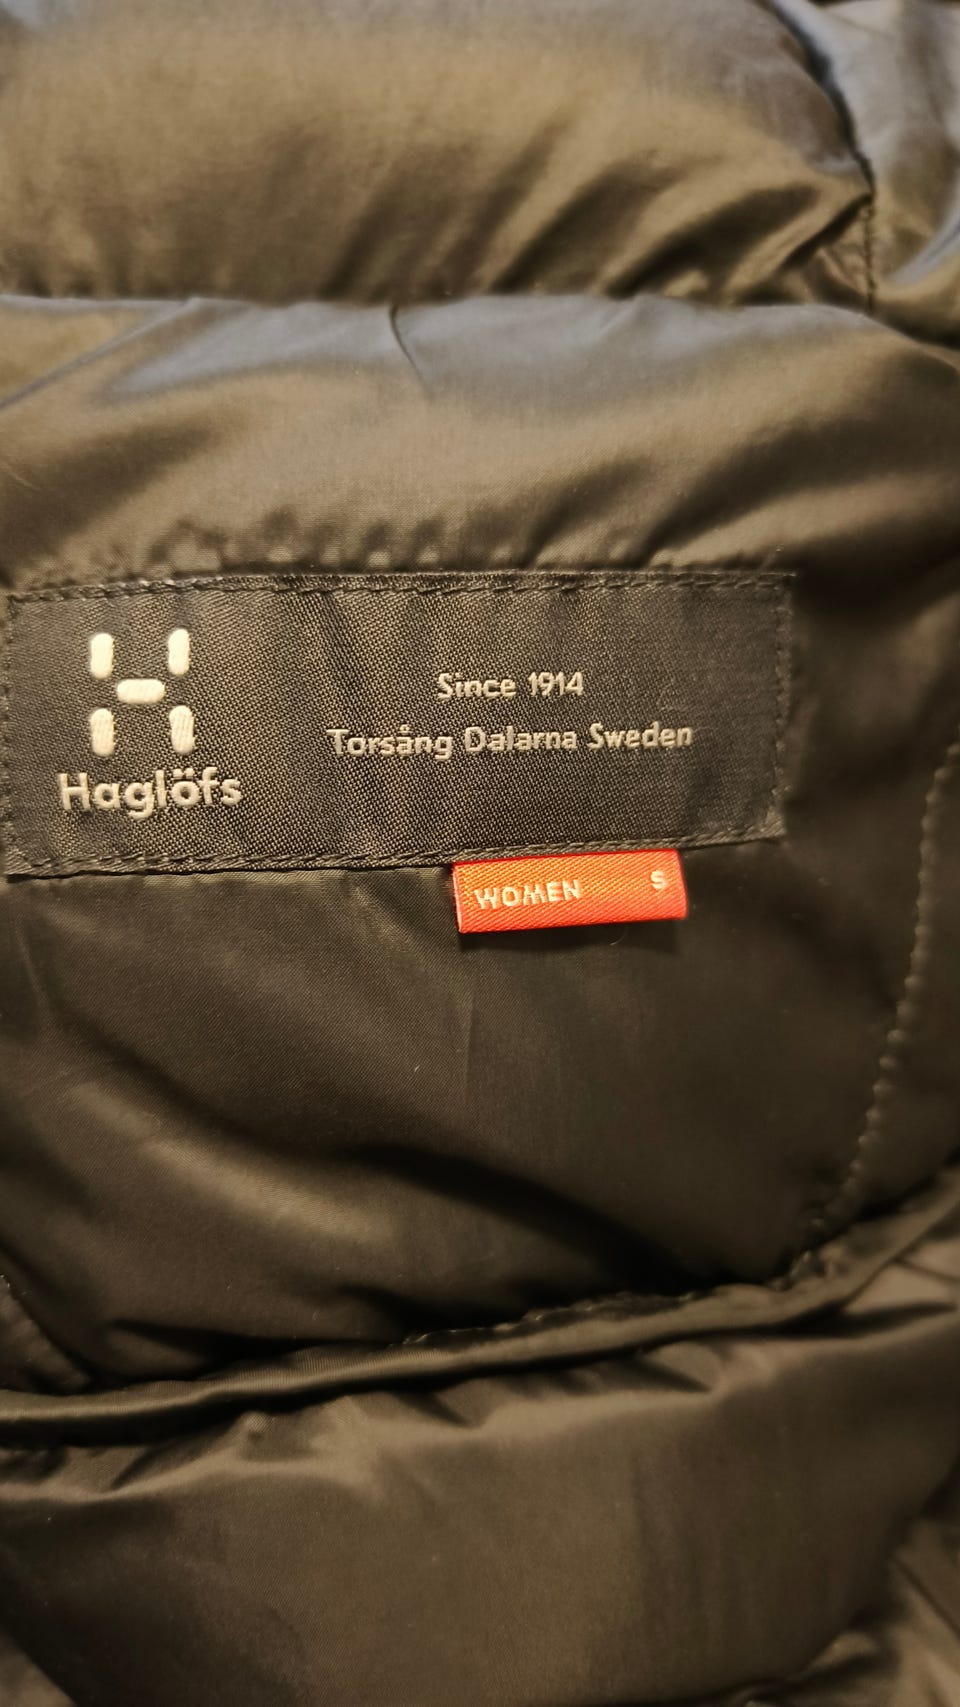 Haglöfs
Since 1914
Torsång Dalarna Sweden
WOMEN S